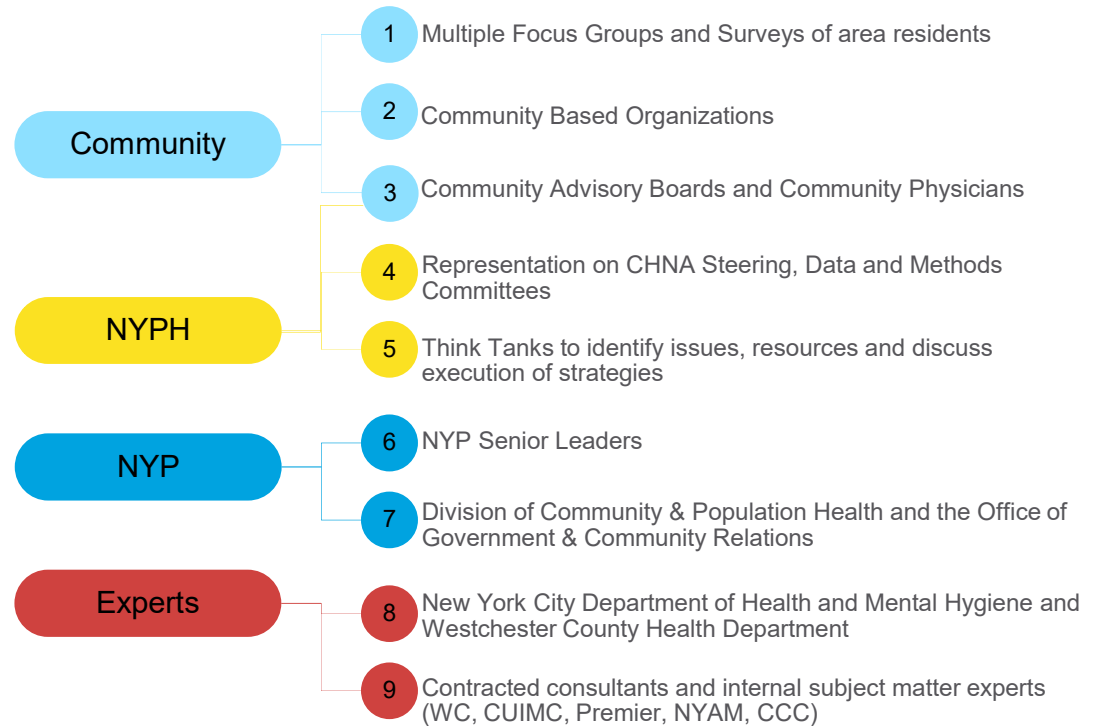 1 Multiple Focus Groups and Surveys of area residents
2 Community Based Organizations
Community
3 Community Advisory Boards and Community Physicians
4 Representation on CHNA Steering, Data and Methods
Committees
NYPH
5 Think Tanks to identify issues, resources and discuss
execution of strategies
6 NYP Senior Leaders
NYP
7 Division of Community & Population Health and the Office of
Government & Community Relations
Experts
8 New York City Department of Health and Mental Hygiene and
Westchester County Health Department
9 Contracted consultants and internal subject matter experts
(WC, CUIMC, Premier, NYAM, CCC)